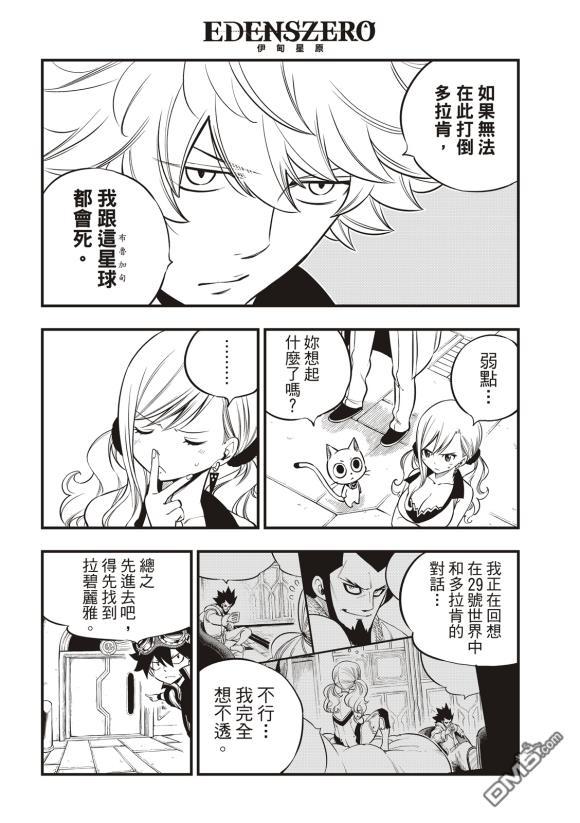 EDENSZERO
伊甸星原
如果無法
在此打倒
多拉肯，
我跟這星球
布魯加旬
都會死。
弱點…
妳想起
什麼了嗎？
………
我正在回想
在29號世界中
和多拉肯的
對話…
不行…
我完全
想不透。
總之
先進去吧，
得先找到
拉碧麗雅。
DM5.com